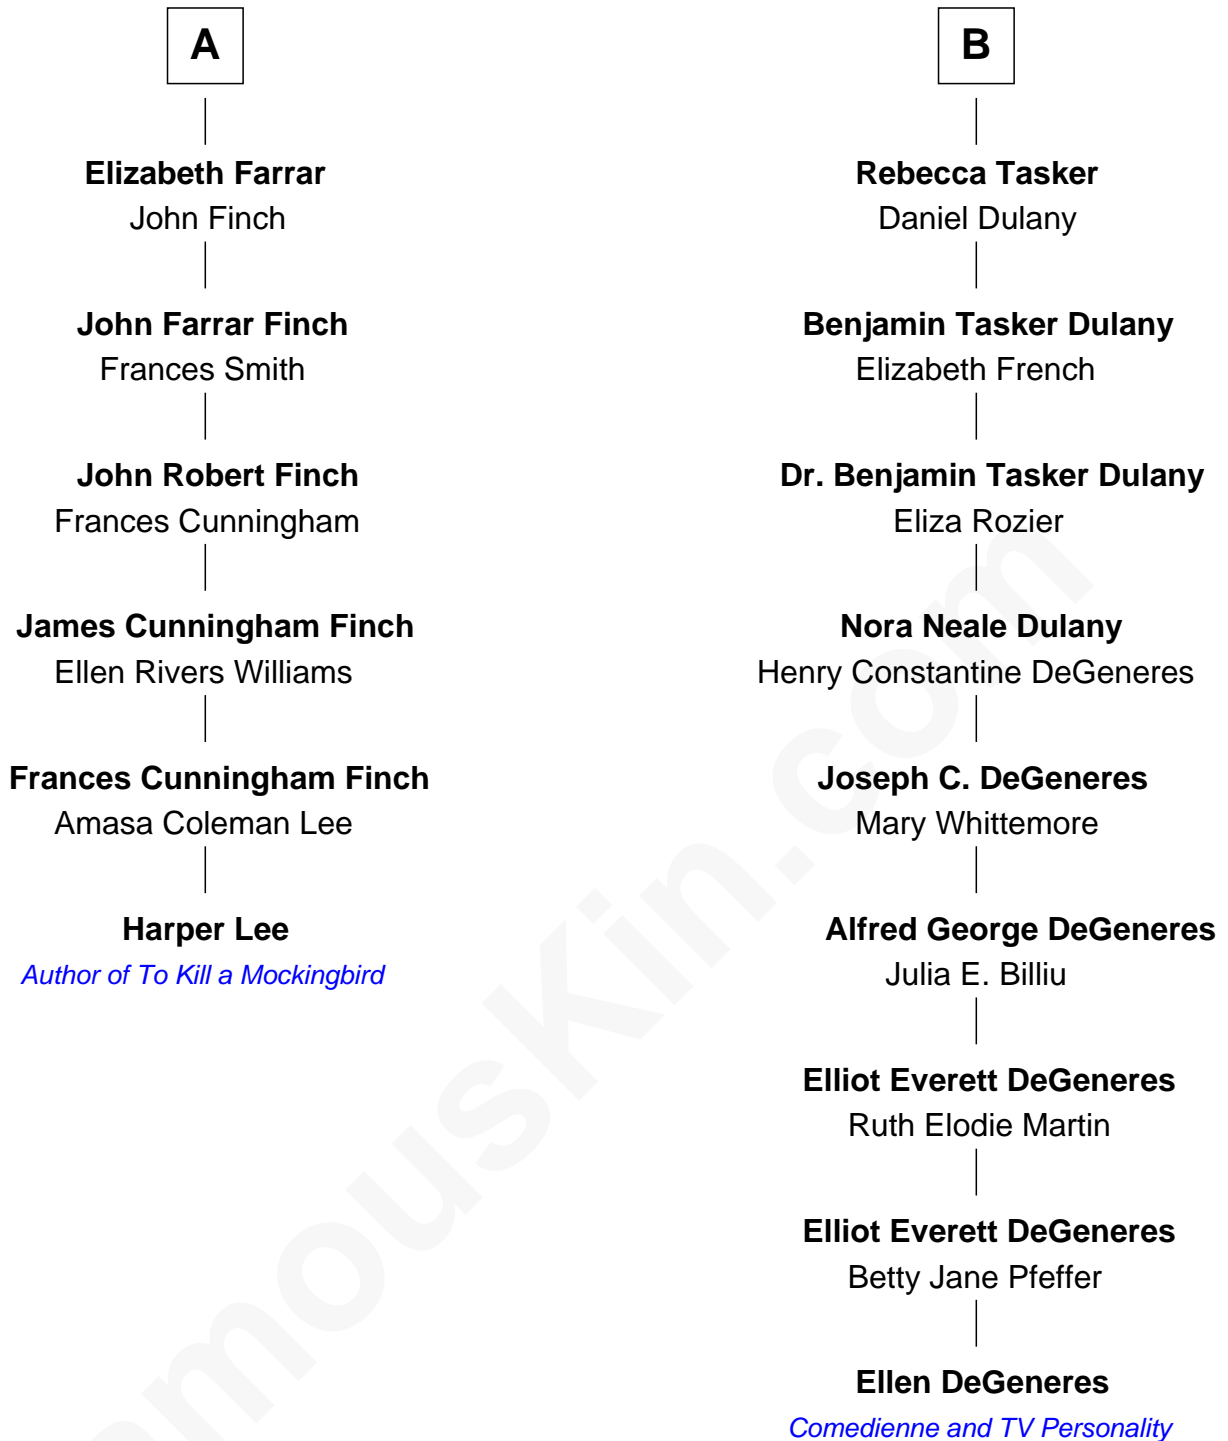 A
Elizabeth Farrar
John Finch
John Farrar Finch
Frances Smith
John Robert Finch
Frances Cunningham
James Cunningham Finch
Ellen Rivers Williams
Frances Cunningham Finch
Amasa Coleman Lee
Harper Lee
Author of To Kill a Mockingbird
B
Rebecca Tasker
Daniel Dulany
Benjamin Tasker Dulany
Elizabeth French
Dr. Benjamin Tasker Dulany
Eliza Rozier
Nora Neale Dulany
Henry Constantine DeGeneres
Joseph C. DeGeneres
Mary Whittemore
Alfred George DeGeneres
Julia E. Billiu
Elliot Everett DeGeneres
Ruth Elodie Martin
Elliot Everett DeGeneres
Betty Jane Pfeffer
Ellen DeGeneres
Comedienne and TV Personality
amousKin.com